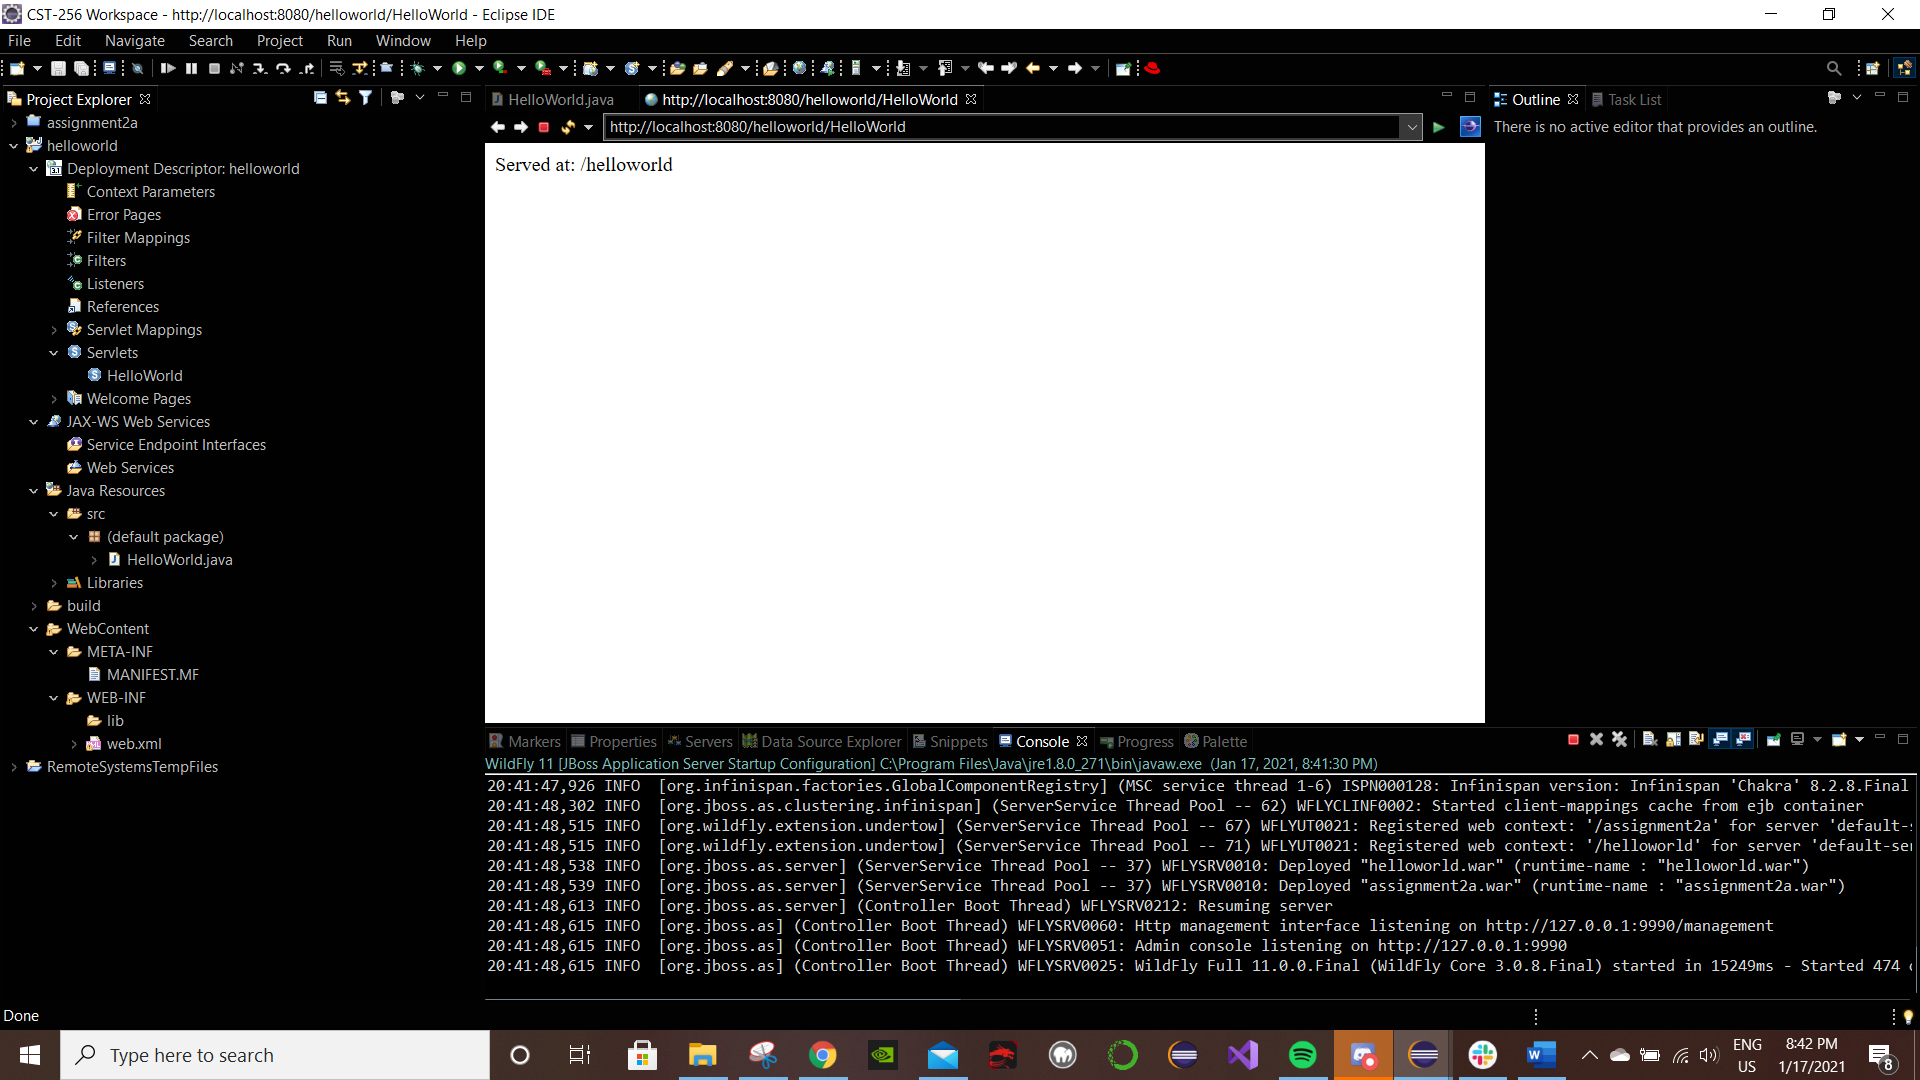 CST-256 Workspace - http://localhost:8080/helloworld/HelloWorld - Eclipse IDE
File Edit Navigate Search Project Run Window Help
Project Explorer
assignment2a
helloworld
Deployment Descriptor: helloworld
Context Parameters
Error Pages
Filter Mappings
Filters
Listeners
References
Servlet Mappings
Servlets
HelloWorld
Welcome Pages
JAX-WS Web Services
Service Endpoint Interfaces
Web Services
Java Resources
src
(default package)
HelloWorld.java
Libraries
build
WebContent
META-INF
MANIFEST.MF
WEB-INF
lib
web.xml
RemoteSystemsTempFiles
HelloWorld.java http://localhost:8080/helloworld/HelloWorld
http://localhost:8080/helloworld/HelloWorld
Served at: /helloworld
Outline Task List
There is no active editor that provides an outline.
Markers Properties Servers Data Source Explorer Snippets Console Progress Palette
WildFly 11 [JBoss Application Server Startup Configuration] C:\Program Files\Java\jre1.8.0_271\bin\javaw.exe (Jan 17, 2021, 8:41:30 PM)
20:41:47,926 INFO [org.infinispan.factories.GlobalComponentRegistry] (MSC service thread 1-6) ISPN000128: Infinispan version: Infinispan 'Chakra' 8.2.8.Final
20:41:48,302 INFO [org.jboss.as.clustering.infinispan] (ServerService Thread Pool -- 62) WFLYCLINF0002: Started client-mappings cache from ejb container
20:41:48,515 INFO [org.wildfly.extension.undertow] (ServerService Thread Pool -- 67) WFLYUT0021: Registered web context: '/assignment2a' for server 'default-
20:41:48,515 INFO [org.wildfly.extension.undertow] (ServerService Thread Pool -- 71) WFLYUT0021: Registered web context: '/helloworld' for server 'default-se
20:41:48,538 INFO [org.jboss.as.server] (ServerService Thread Pool -- 37) WFLYSRV0010: Deployed "helloworld.war" (runtime-name : "helloworld.war")
20:41:48,539 INFO [org.jboss.as.server] (ServerService Thread Pool -- 37) WFLYSRV0010: Deployed "assignment2a.war" (runtime-name : "assignment2a.war")
20:41:48,613 INFO [org.jboss.as.server] (Controller Boot Thread) WFLYSRV0212: Resuming server
20:41:48,615 INFO [org.jboss.as] (Controller Boot Thread) WFLYSRV0060: Http management interface listening on http://127.0.0.1:9990/management
20:41:48,615 INFO [org.jboss.as] (Controller Boot Thread) WFLYSRV0051: Admin console listening on http://127.0.0.1:9990
20:41:48,615 INFO [org.jboss.as] (Controller Boot Thread) WFLYSRV0025: WildFly Full 11.0.0.Final (WildFly Core 3.0.8.Final) started in 15249ms - Started 474
Done
Type here to search
ENG
US
8:42 PM
1/17/2021
8